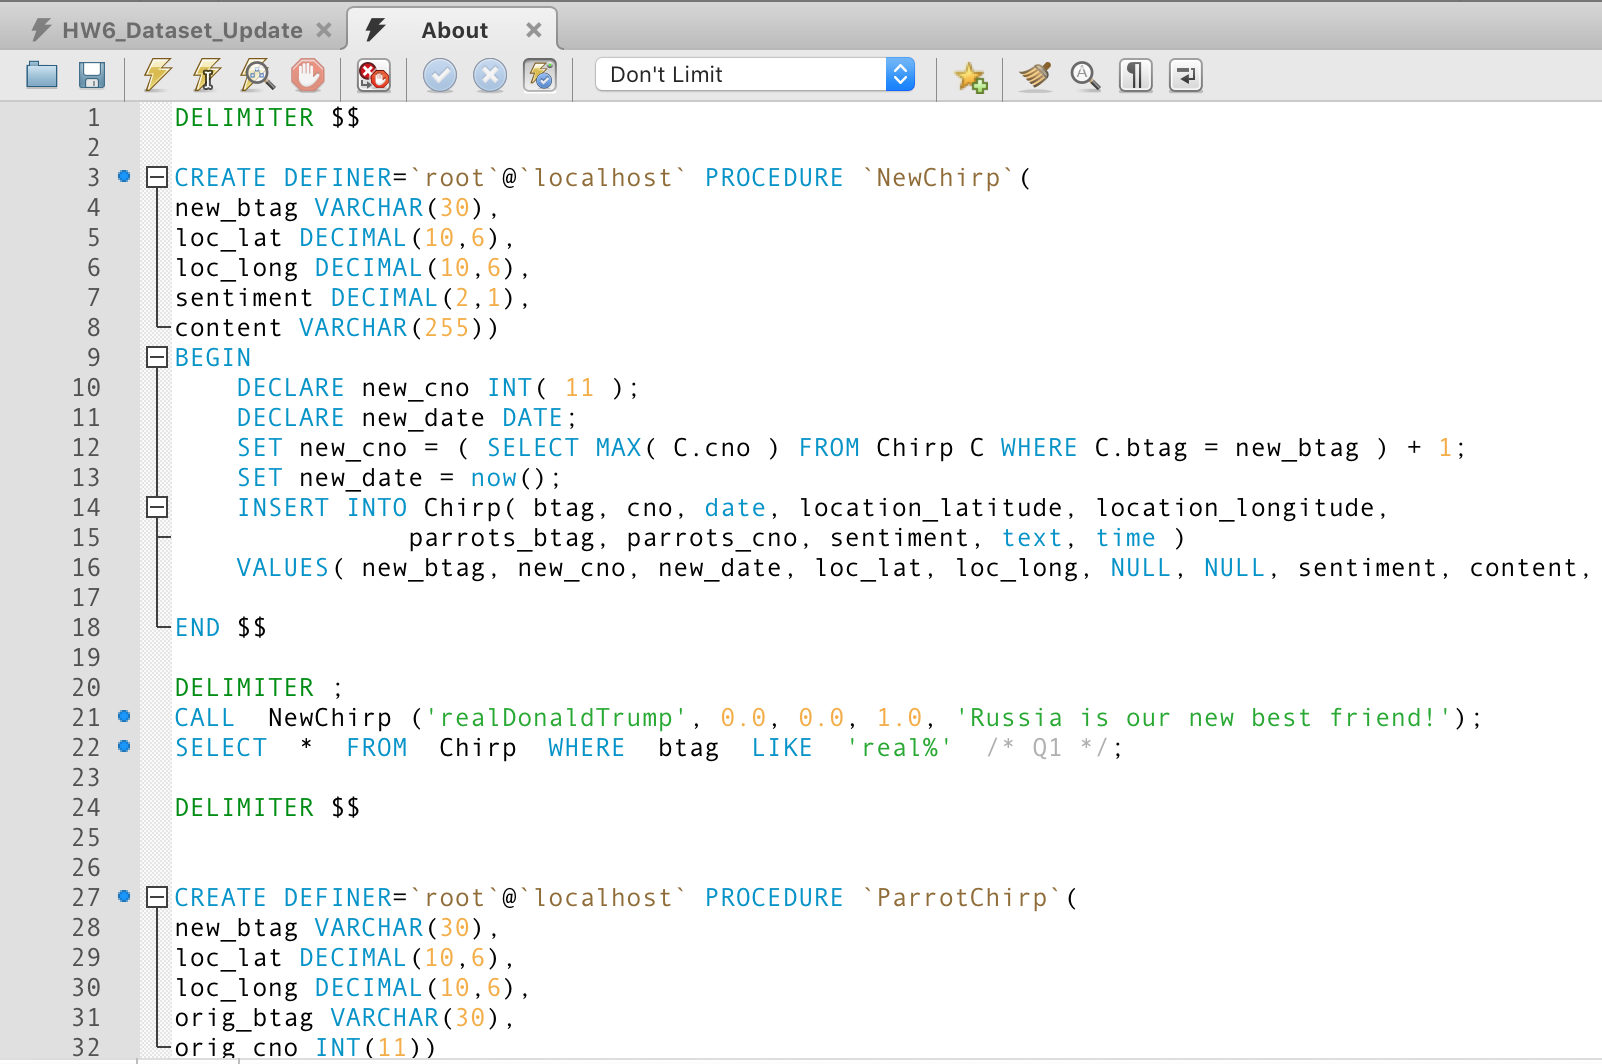 HW6_Dataset_Update
About
Don't Limit
1 DELIMITER $$
2
3 CREATE DEFINER=`root`@`localhost` PROCEDURE `NewChirp`(
4 new_btag VARCHAR(30),
5 loc_lat DECIMAL(10,6),
6 loc_long DECIMAL(10,6),
7 sentiment DECIMAL(2,1),
8 content VARCHAR(255))
9 BEGIN
10 DECLARE new_cno INT( 11 );
11 DECLARE new_date DATE;
12 SET new_cno = ( SELECT MAX( C.cno ) FROM Chirp C WHERE C.btag = new_btag ) + 1;
13 SET new_date = now();
14 INSERT INTO Chirp( btag, cno, date, location_latitude, location_longitude,
15 parrots_btag, parrots_cno, sentiment, text, time )
16 VALUES( new_btag, new_cno, new_date, loc_lat, loc_long, NULL, NULL, sentiment, content,
17
18 END $$
19
20 DELIMITER ;
21 CALL NewChirp ('realDonaldTrump', 0.0, 0.0, 1.0, 'Russia is our new best friend!');
22 SELECT * FROM Chirp WHERE btag LIKE 'real%' /* Q1 */;
23
24 DELIMITER $$
25
26
27 CREATE DEFINER=`root`@`localhost` PROCEDURE `ParrotChirp`(
28 new_btag VARCHAR(30),
29 loc_lat DECIMAL(10,6),
30 loc_long DECIMAL(10,6),
31 orig_btag VARCHAR(30),
32 orig_cno INT(11))